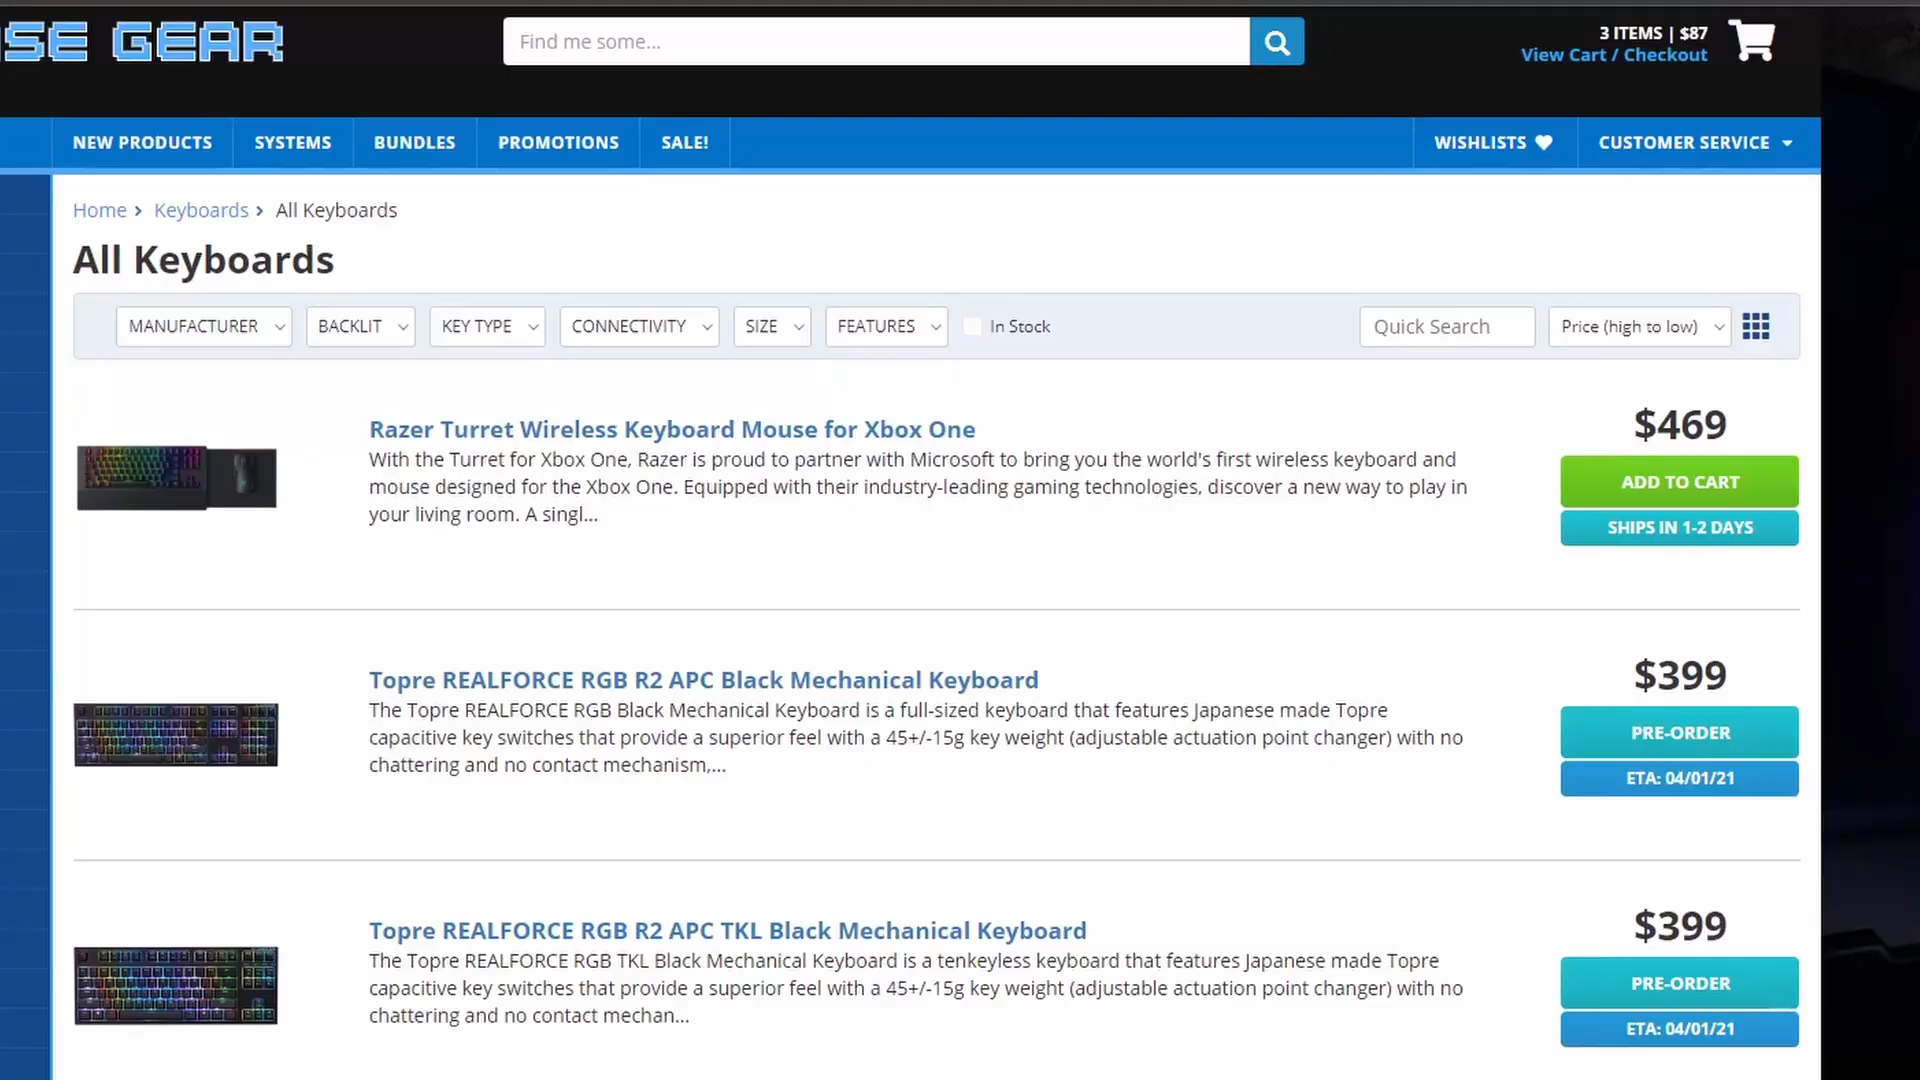 SE GEAR
Find me some...
3 ITEMS | $87
View Cart / Checkout
NEW PRODUCTS
SYSTEMS
BUNDLES
PROMOTIONS
SALE!
WISHLISTS
CUSTOMER SERVICE
Home > Keyboards > All Keyboards
All Keyboards
MANUFACTURER
BACKLIT
KEY TYPE
CONNECTIVITY
SIZE
FEATURES
In Stock
Quick Search
Price (high to low)
Razer Turret Wireless Keyboard Mouse for Xbox One
With the Turret for Xbox One, Razer is proud to partner with Microsoft to bring you the world's first wireless keyboard and
mouse designed for the Xbox One. Equipped with their industry-leading gaming technologies, discover a new way to play in
your living room. A singl...
$469
ADD TO CART
SHIPS IN 1-2 DAYS
Topre REALFORCE RGB R2 APC Black Mechanical Keyboard
The Topre REALFORCE RGB Black Mechanical Keyboard is a full-sized keyboard that features Japanese made Topre
capacitive key switches that provide a superior feel with a 45+/-15g key weight (adjustable actuation point changer) with no
chattering and no contact mechanism,...
$399
PRE-ORDER
ETA: 04/01/21
Topre REALFORCE RGB R2 APC TKL Black Mechanical Keyboard
The Topre REALFORCE RGB TKL Black Mechanical Keyboard is a tenkeyless keyboard that features Japanese made Topre
capacitive key switches that provide a superior feel with a 45+/-15g key weight (adjustable actuation point changer) with no
chattering and no contact mechan...
$399
PRE-ORDER
ETA: 04/01/21